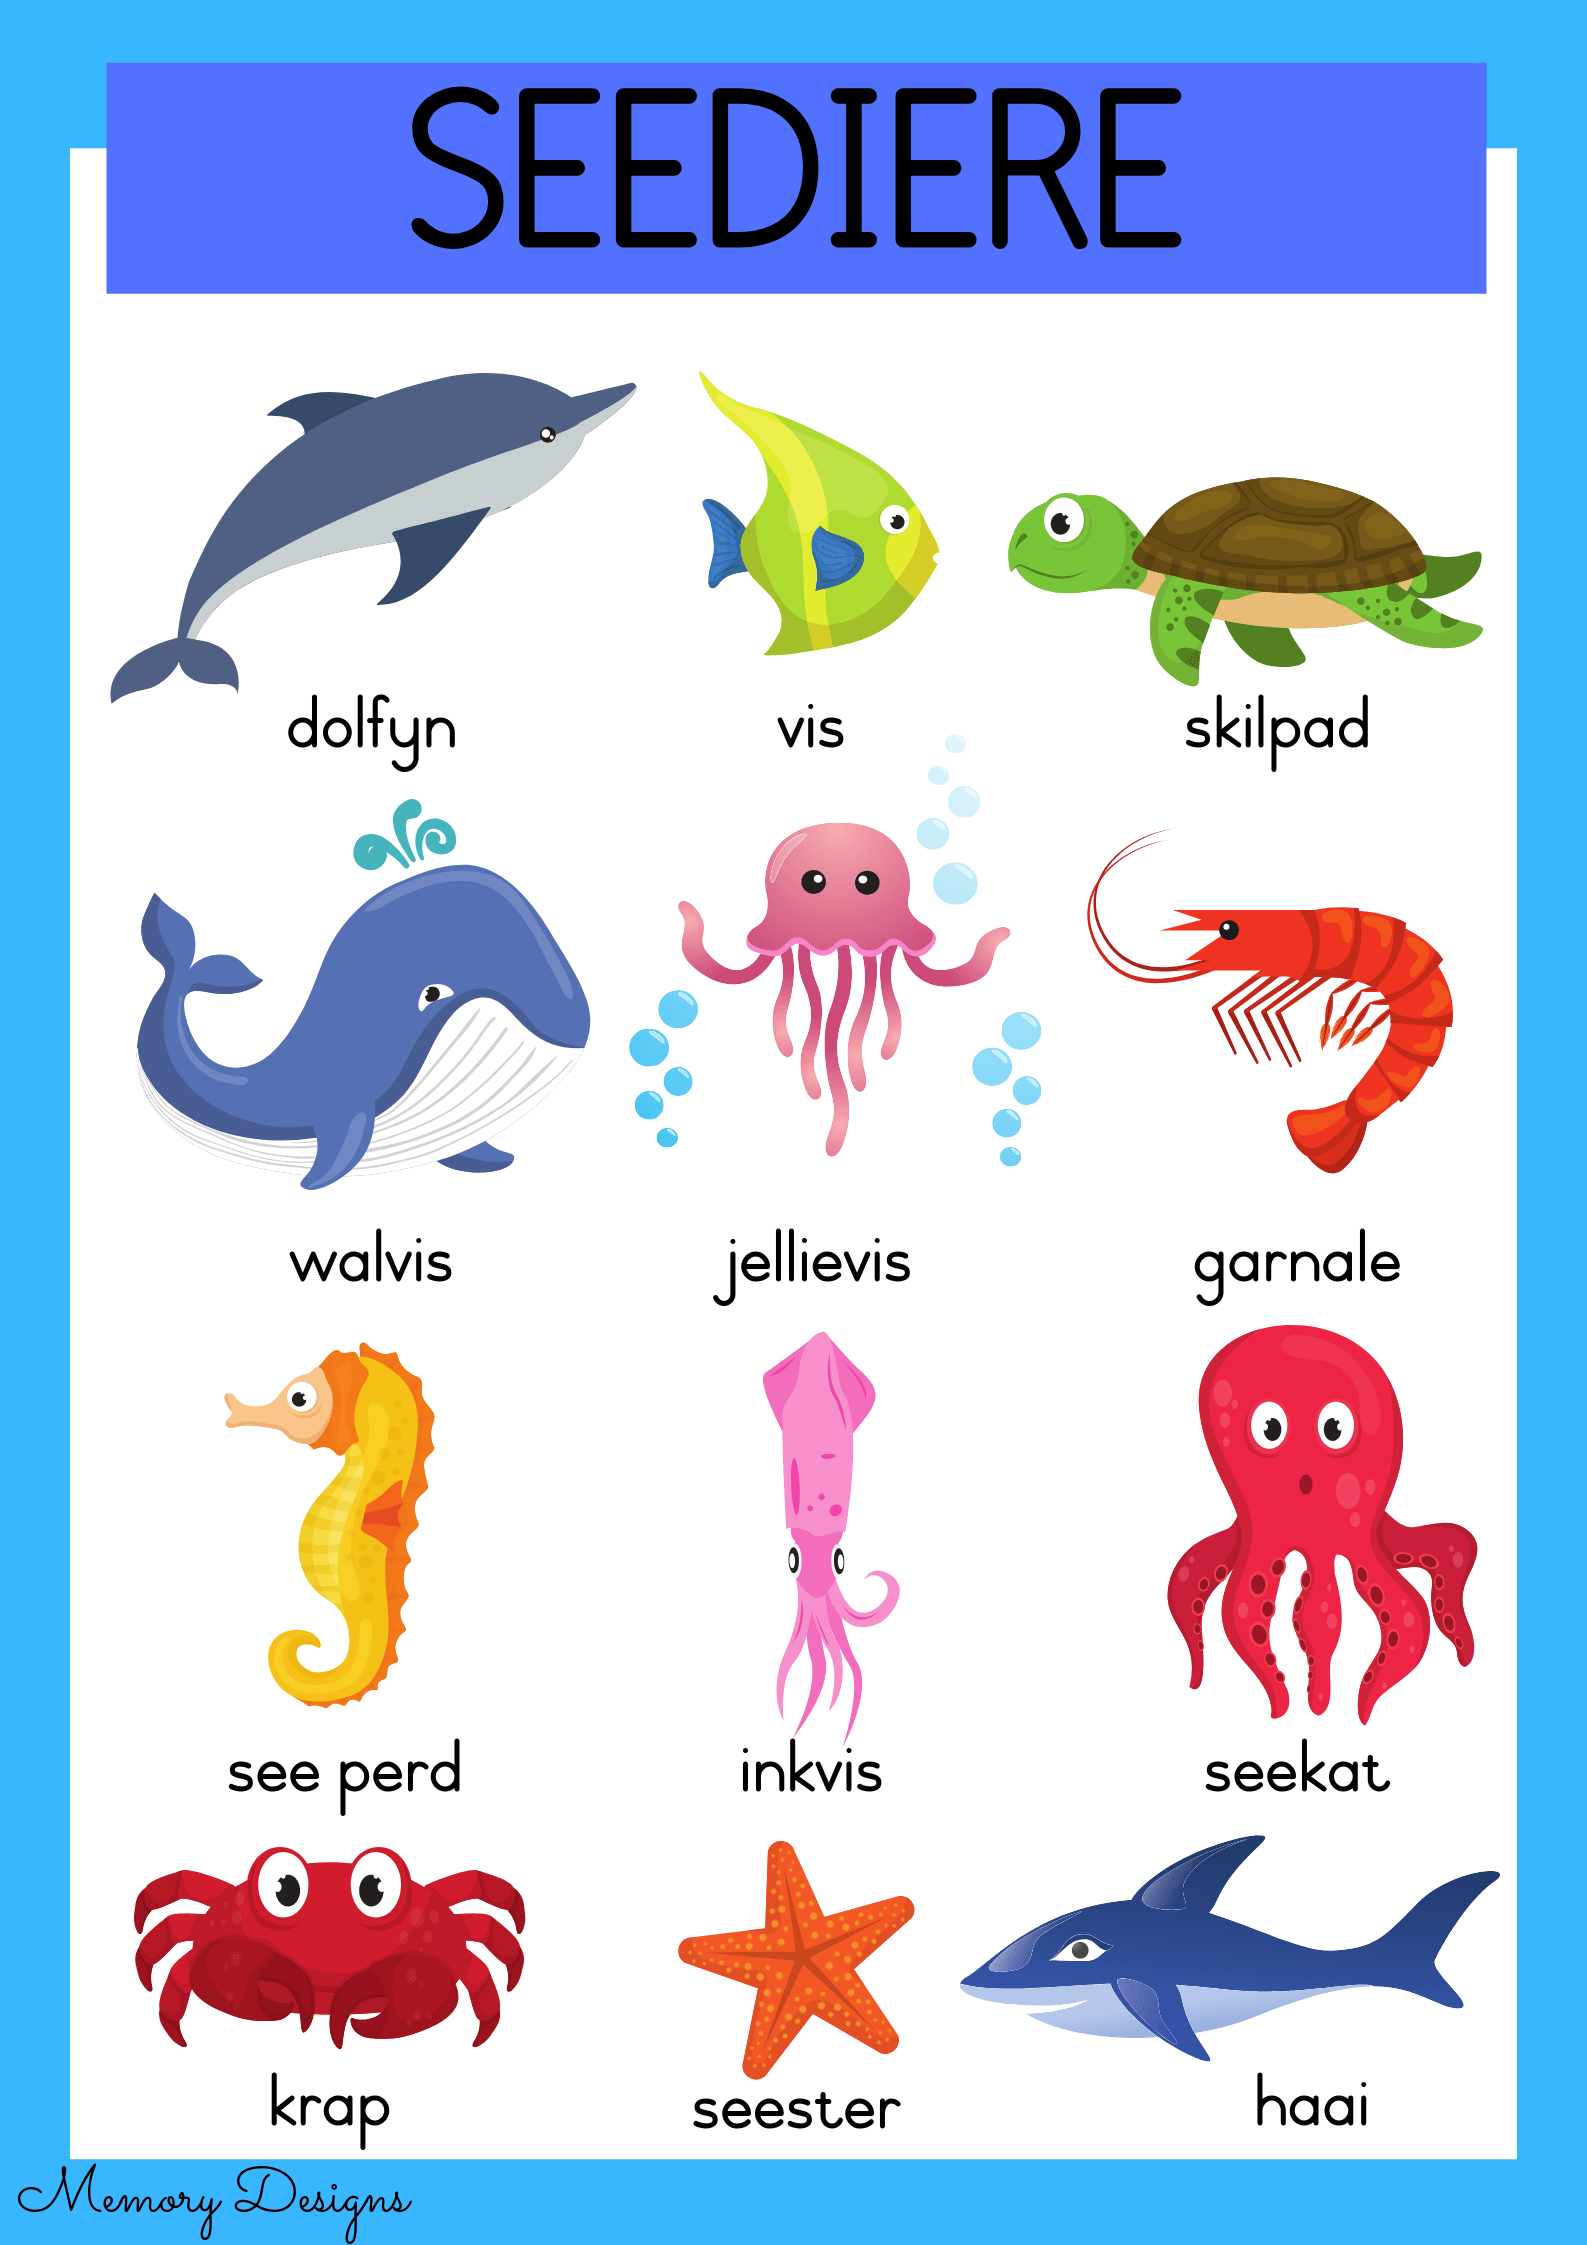 SEEDIERE
dolfyn
vis
skilpad
walvis
jellievis
garnale
see perd
inkvis
seekat
krap
seester
haai
Memory Designs